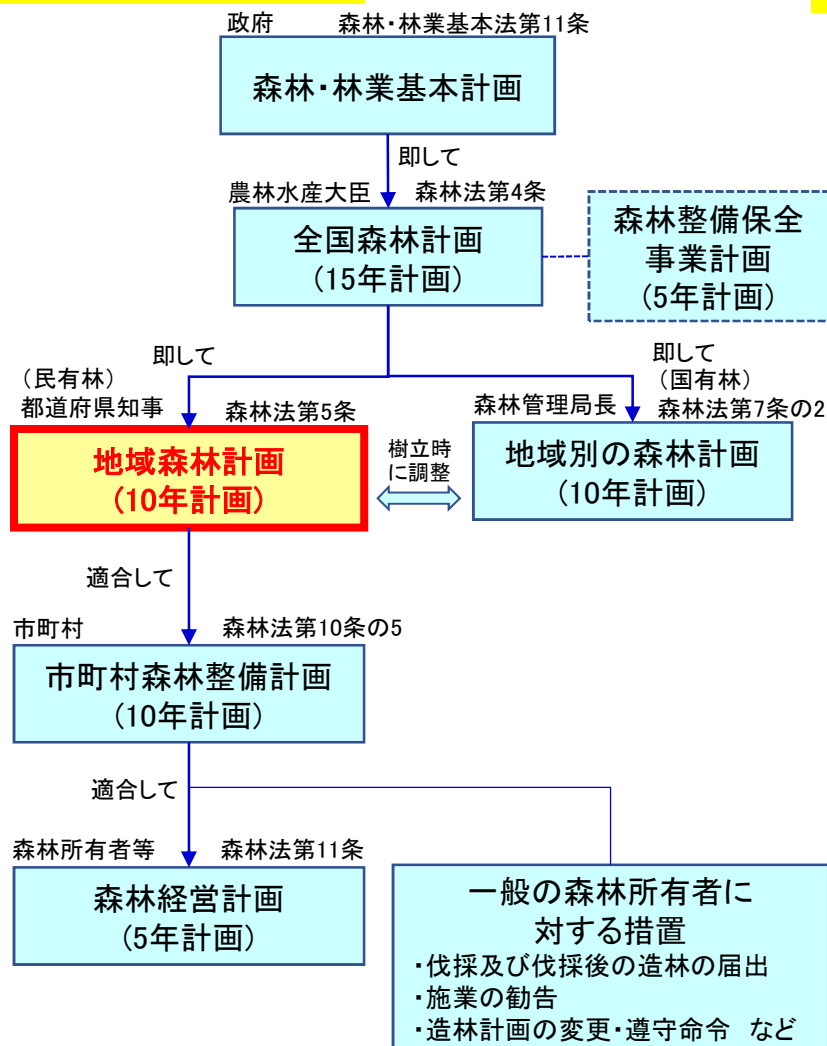 政府　森林・林業基本法第11条
森林・林業基本計画
即して
農林水産大臣　森林法第4条
全国森林計画
(15年計画)
森林整備保全
事業計画
(5年計画)
即して
（民有林）
都道府県知事　森林法第5条
地域森林計画
(10年計画)
樹立時
に調整
即して
（国有林）
森林管理局長　森林法第7条の2
地域別の森林計画
(10年計画)
適合して
市町村　森林法第10条の5
市町村森林整備計画
(10年計画)
適合して
森林所有者等　森林法第11条
森林経営計画
(5年計画)
一般の森林所有者に
対する措置
・伐採及び伐採後の造林の届出
・施業の勧告
・造林計画の変更・遵守命令　など